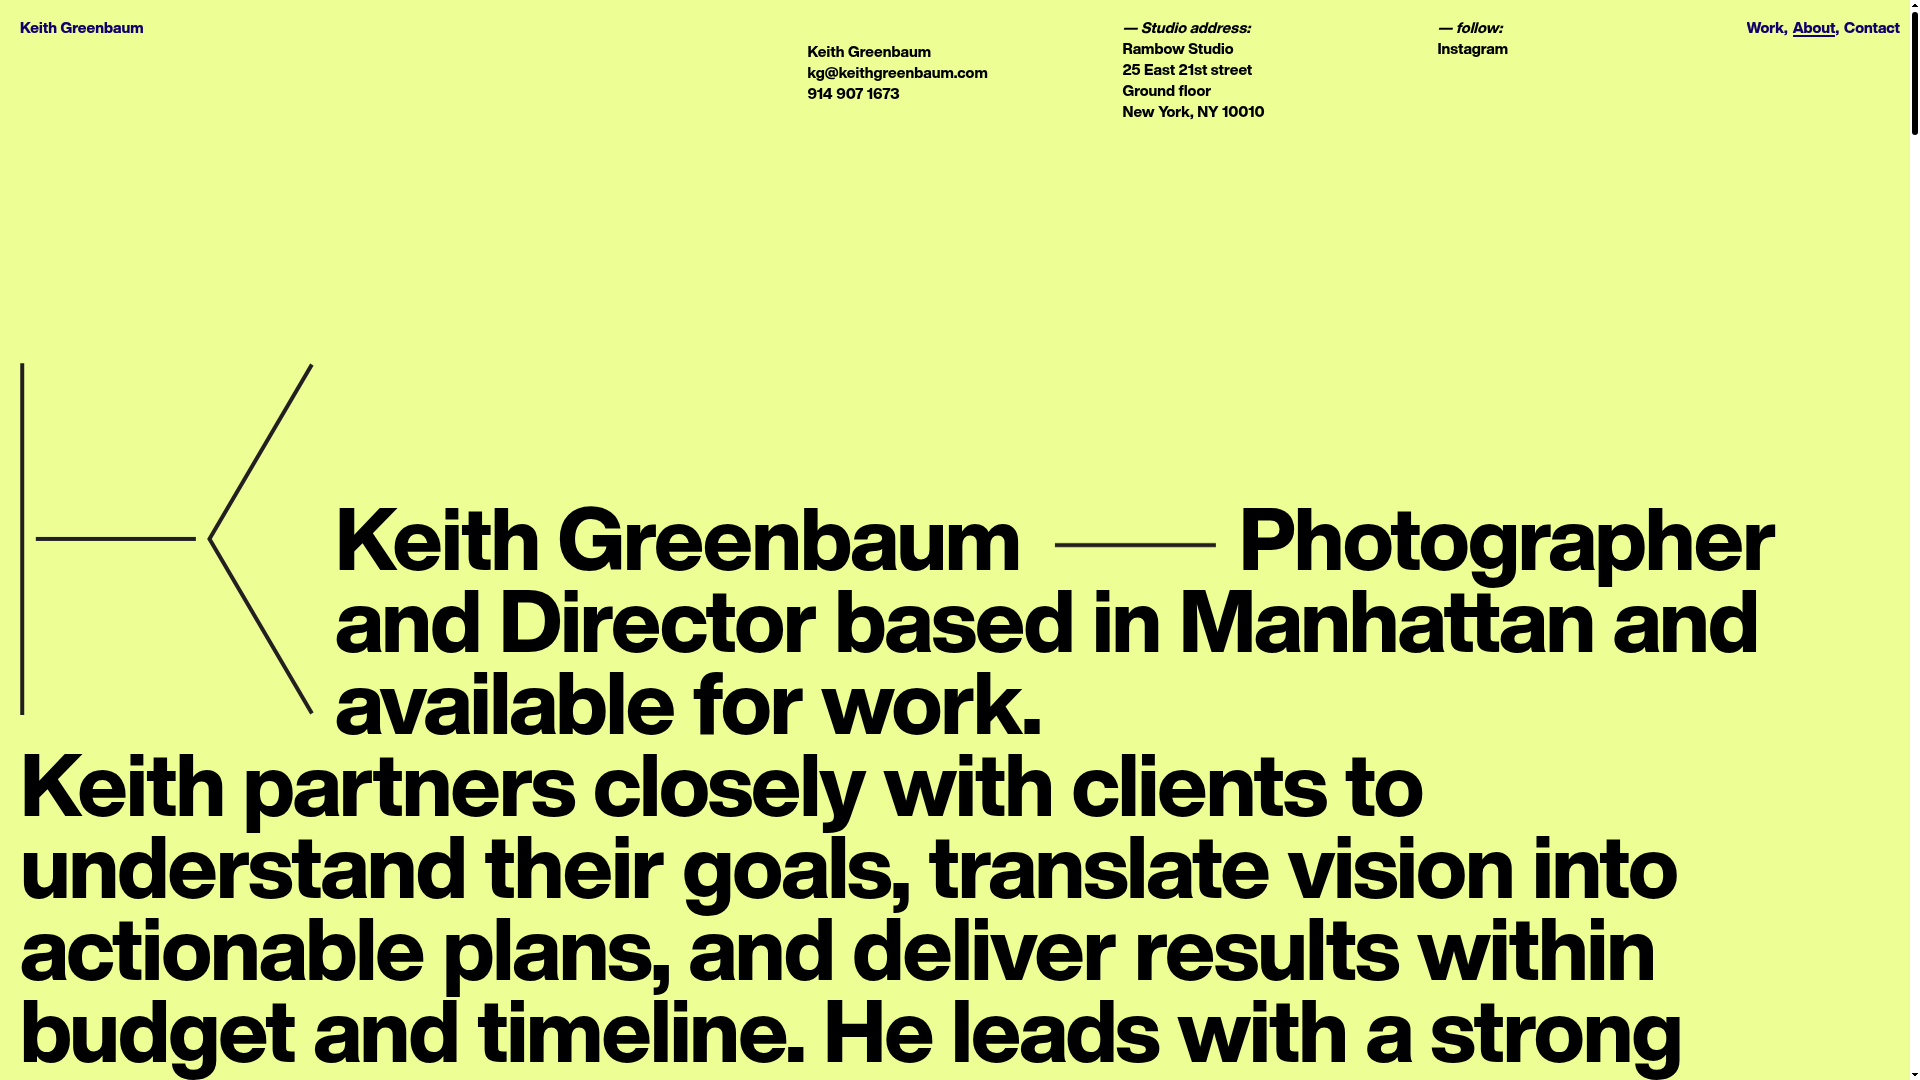 Keith Greenbaum
Keith Greenbaum
kg@keithgreenbaum.com
914 907 1673
— Studio address:
Rambow Studio
25 East 21st street
Ground floor
New York, NY 10010
— follow:
Instagram
Work, About, Contact
Keith Greenbaum — Photographer
and Director based in Manhattan and
available for work.
Keith partners closely with clients to
understand their goals, translate vision into
actionable plans, and deliver results within
budget and timeline. He leads with a strong